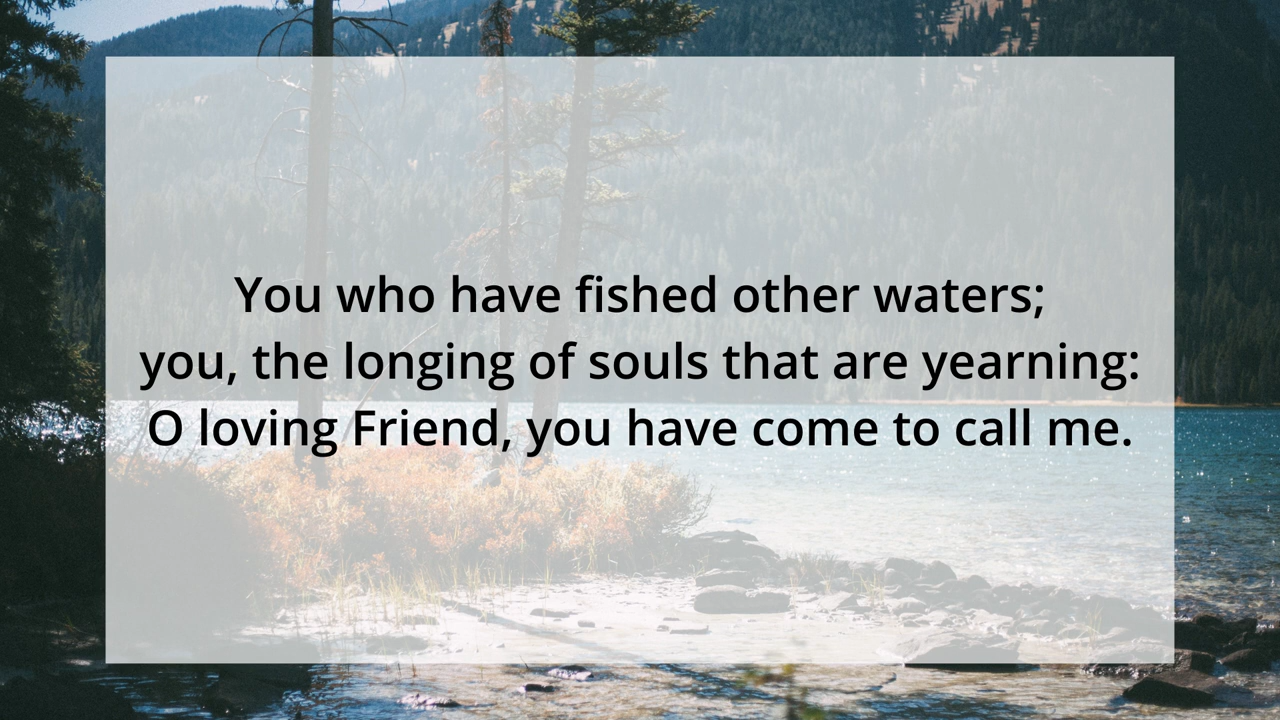 You who have fished other waters;
you, the longing of souls that are yearning:
O loving Friend, you have come to call me.